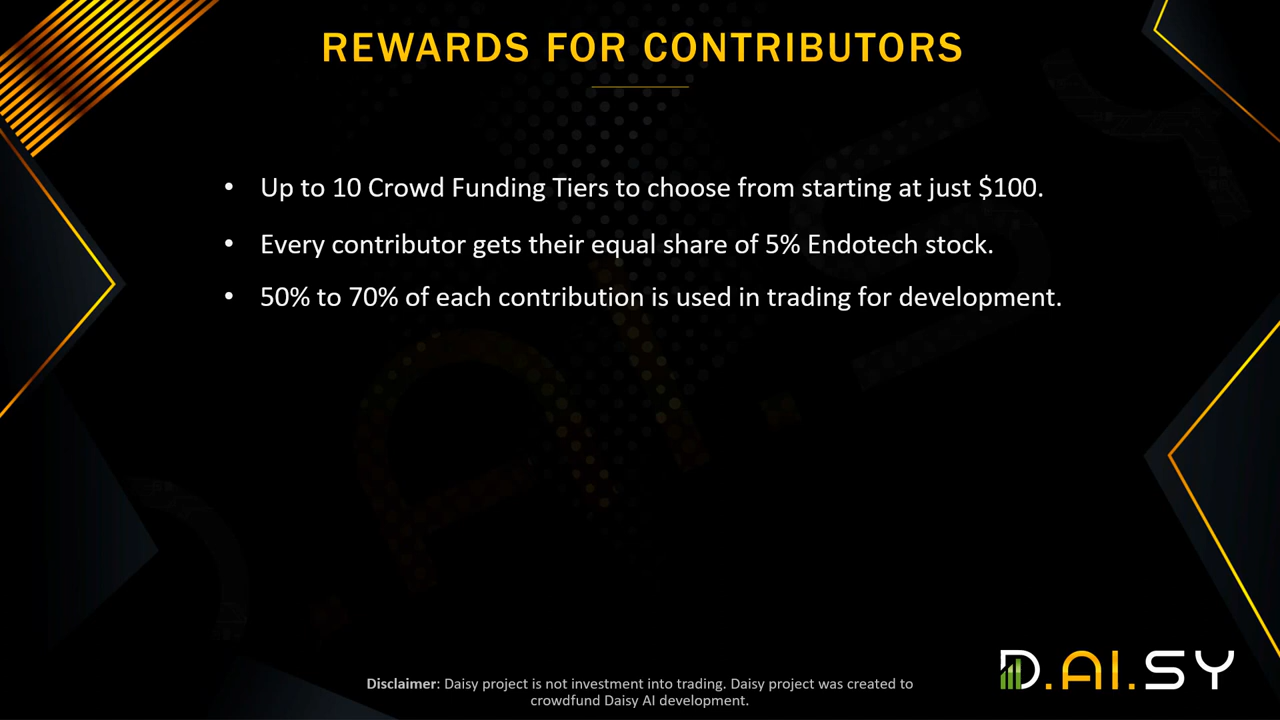 REWARDS FOR CONTRIBUTORS
• Up to 10 Crowd Funding Tiers to choose from starting at just $100.
• Every contributor gets their equal share of 5% Endotech stock.
• 50% to 70% of each contribution is used in trading for development.
D.AI.SY
Disclaimer: Daisy project is not investment into trading. Daisy project was created to
crowdfund Daisy AI development.